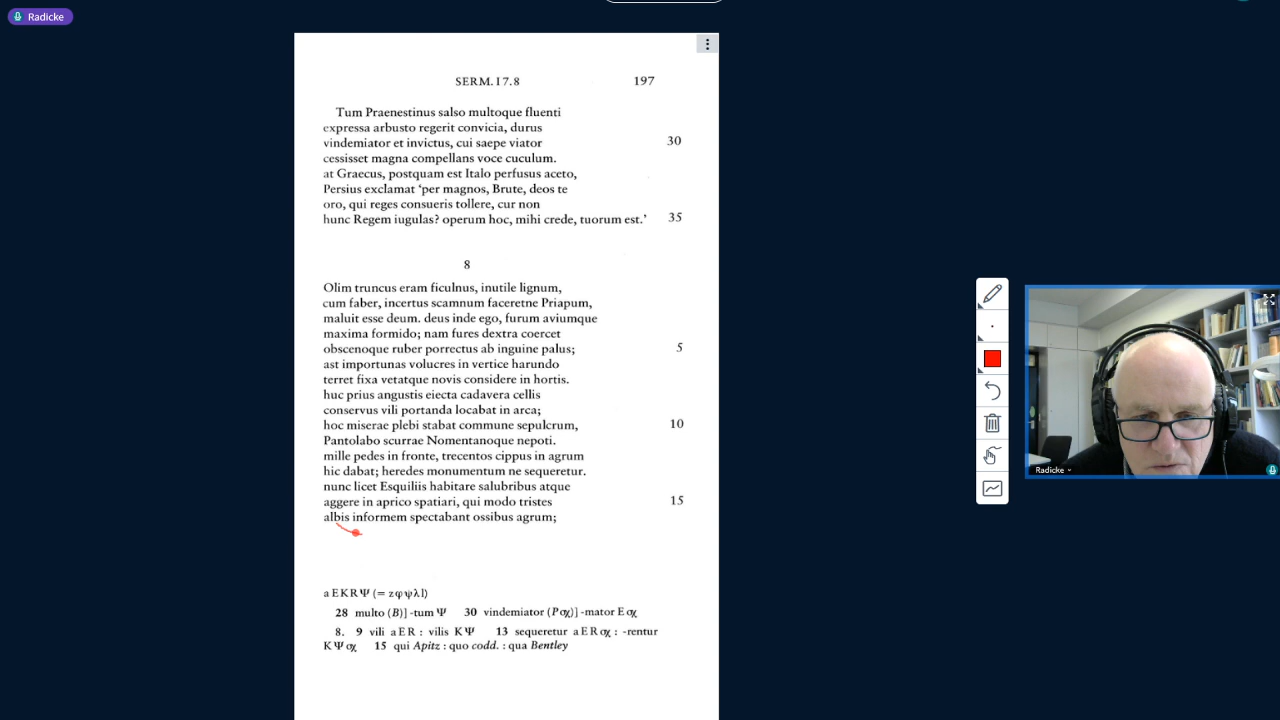 Radicke
SERM. I 7. 8 197
Tum Praenestinus salso multoque fluenti
expressa arbusto regerit convicia, durus
vindemiator et invictus, cui saepe viator 30
cessisset magna compellans voce cuculum.
at Graecus, postquam est Italo perfusus aceto,
Persius exclamat ‘per magnos, Brute, deos te
oro, qui reges consueris tollere, cur non
hunc Regem iugulas? operum hoc, mihi crede, tuorum est.’ 35
8
Olim truncus eram ficulnus, inutile lignum,
cum faber, incertus scamnum faceretne Priapum,
maluit esse deum. deus inde ego, furum aviumque
maxima formido; nam fures dextra coercet
obscenoque ruber porrectus ab inguine palus; 5
ast importunas volucres in vertice harundo
terret fixa vetatque novis considere in hortis.
huc prius angustis eiecta cadavera cellis
conservus vili portanda locabat in arca;
hoc miserae plebi stabat commune sepulcrum, 10
Pantolabo scurrae Nomentanoque nepoti.
mille pedes in fronte, trecentos cippus in agrum
hic dabat; heredes monumentum ne sequeretur.
nunc licet Esquiliis habitare salubribus atque
aggere in aprico spatiari, qui modo tristes 15
albis informem spectabant ossibus agrum;
a E K R Ψ (= z φ ψ λ l)
28 multo (B)] -tum Ψ 30 vindemiator (P σχ)] -mator E σχ
8. 9 vili a E R : vilis K Ψ 13 sequeretur a E R σχ : -rentur
K Ψ σχ 15 qui Apitz : quo codd. : qua Bentley
Radicke